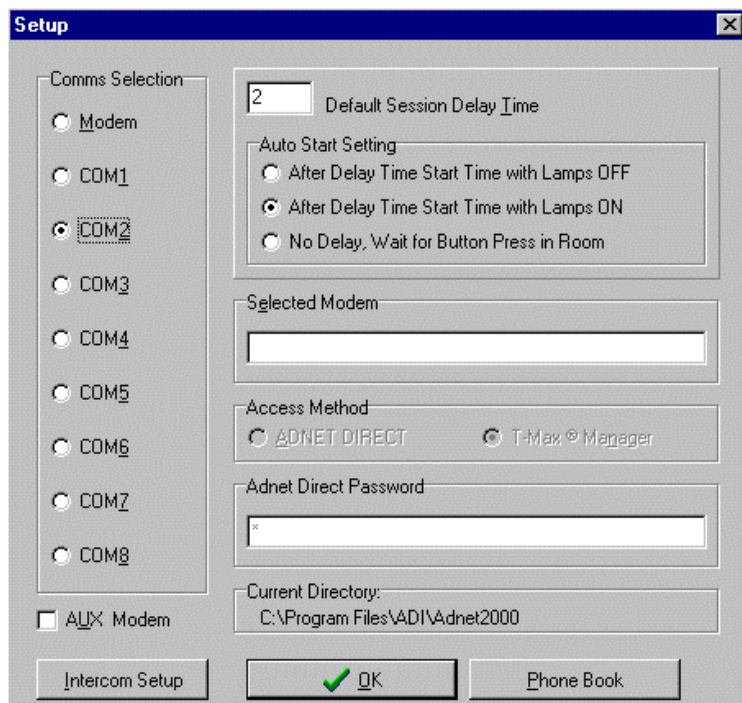 Setup
Comms Selection
Modem
COM1
COM2
COM3
COM4
COM5
COM6
COM7
COM8
AUX Modem
2 Default Session Delay Time
Auto Start Setting
After Delay Time Start Time with Lamps OFF
After Delay Time Start Time with Lamps ON
No Delay, Wait for Button Press in Room
Selected Modem
Access Method
ADNET DIRECT T-Max ® Manager
Adnet Direct Password
*
Current Directory:
C:\Program Files\ADI\Adnet2000
Intercom Setup OK Phone Book